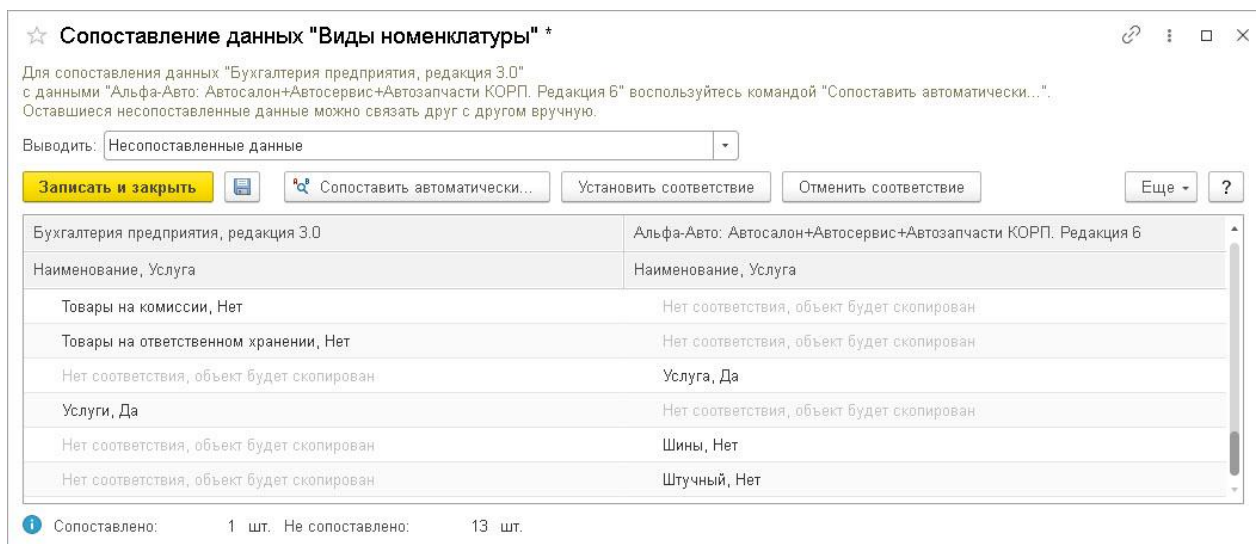 Сопоставление данных "Виды номенклатуры" *
Для сопоставления данных "Бухгалтерия предприятия, редакция 3.0"
с данными "Альфа-Авто: Автосалон+Автосервис+Автозапчасти КОРП. Редакция 6" воспользуйтесь командой "Сопоставить автоматически...".
Оставшиеся несопоставленные данные можно связать друг с другом вручную.
Выводить: Несопоставленные данные
Записать и закрыть Сопоставить автоматически... Установить соответствие Отменить соответствие Еще ?
Бухгалтерия предприятия, редакция 3.0 Альфа-Авто: Автосалон+Автосервис+Автозапчасти КОРП. Редакция 6
Наименование, Услуга Наименование, Услуга
Товары на комиссии, Нет Нет соответствия, объект будет скопирован
Товары на ответственном хранении, Нет Нет соответствия, объект будет скопирован
Нет соответствия, объект будет скопирован Услуга, Да
Услуги, Да Нет соответствия, объект будет скопирован
Нет соответствия, объект будет скопирован Шины, Нет
Нет соответствия, объект будет скопирован Штучный, Нет
Сопоставлено: 1 шт. Не сопоставлено: 13 шт.